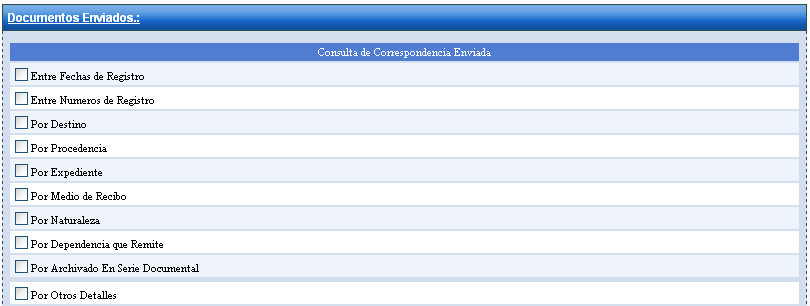 Documentos Enviados.:
Consulta de Correspondencia Enviada
Entre Fechas de Registro
Entre Numeros de Registro
Por Destino
Por Procedencia
Por Expediente
Por Medio de Recibo
Por Naturaleza
Por Dependencia que Remite
Por Archivado En Serie Documental
Por Otros Detalles